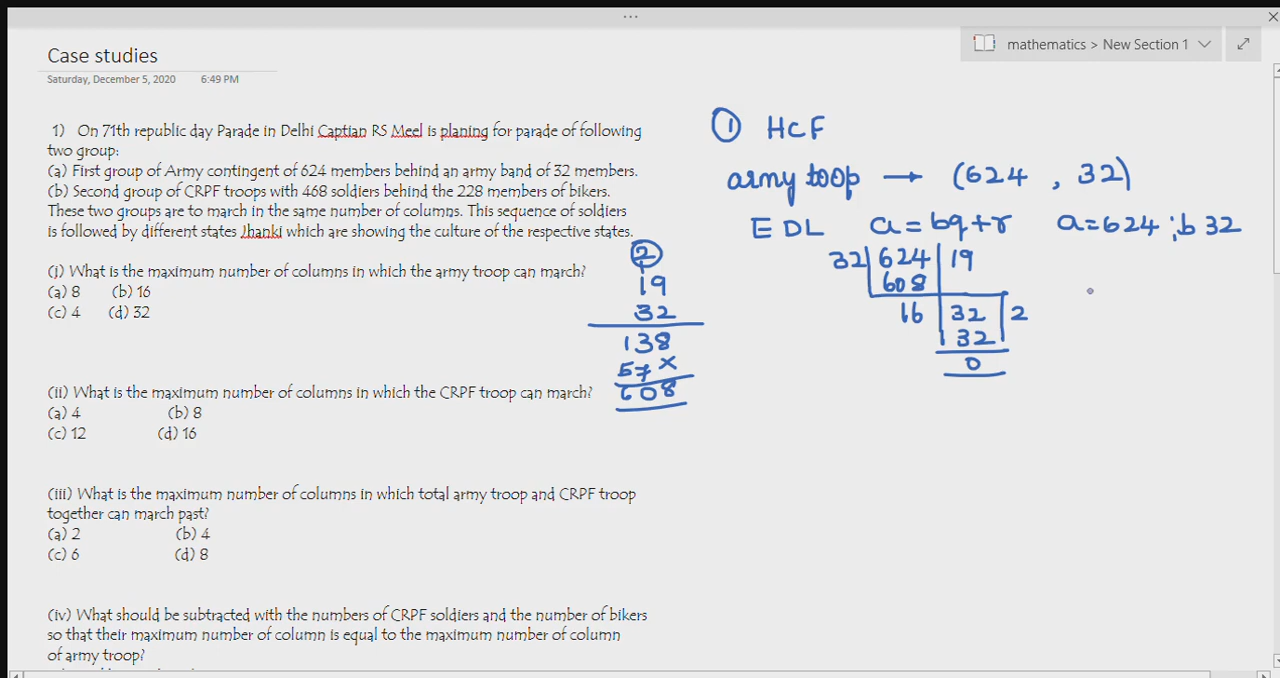 Case studies
Saturday, December 5, 2020 6:49 PM
mathematics > New Section 1
1) On 71th republic day Parade in Delhi Captian RS Meel is planing for parade of following
two group:
(a) First group of Army contingent of 624 members behind an army band of 32 members.
(b) Second group of CRPF troops with 468 soldiers behind the 228 members of bikers.
These two groups are to march in the same number of columns. This sequence of soldiers
is followed by different states Jhanki which are showing the culture of the respective states.
(i) What is the maximum number of columns in which the army troop can march?
(a) 8 (b) 16
(c) 4 (d) 32
(ii) What is the maximum number of columns in which the CRPF troop can march?
(a) 4 (b) 8
(c) 12 (d) 16
(iii) What is the maximum number of columns in which total army troop and CRPF troop
together can march past?
(a) 2 (b) 4
(c) 6 (d) 8
(iv) What should be subtracted with the numbers of CRPF soldiers and the number of bikers
so that their maximum number of column is equal to the maximum number of column
of army troop?
2
19
32
138
57 x
608
1 HCF
army toop → (624 , 32)
EDL a=bq+r a=624 ; b 32
32 624 19
608
16 32 2
32
0